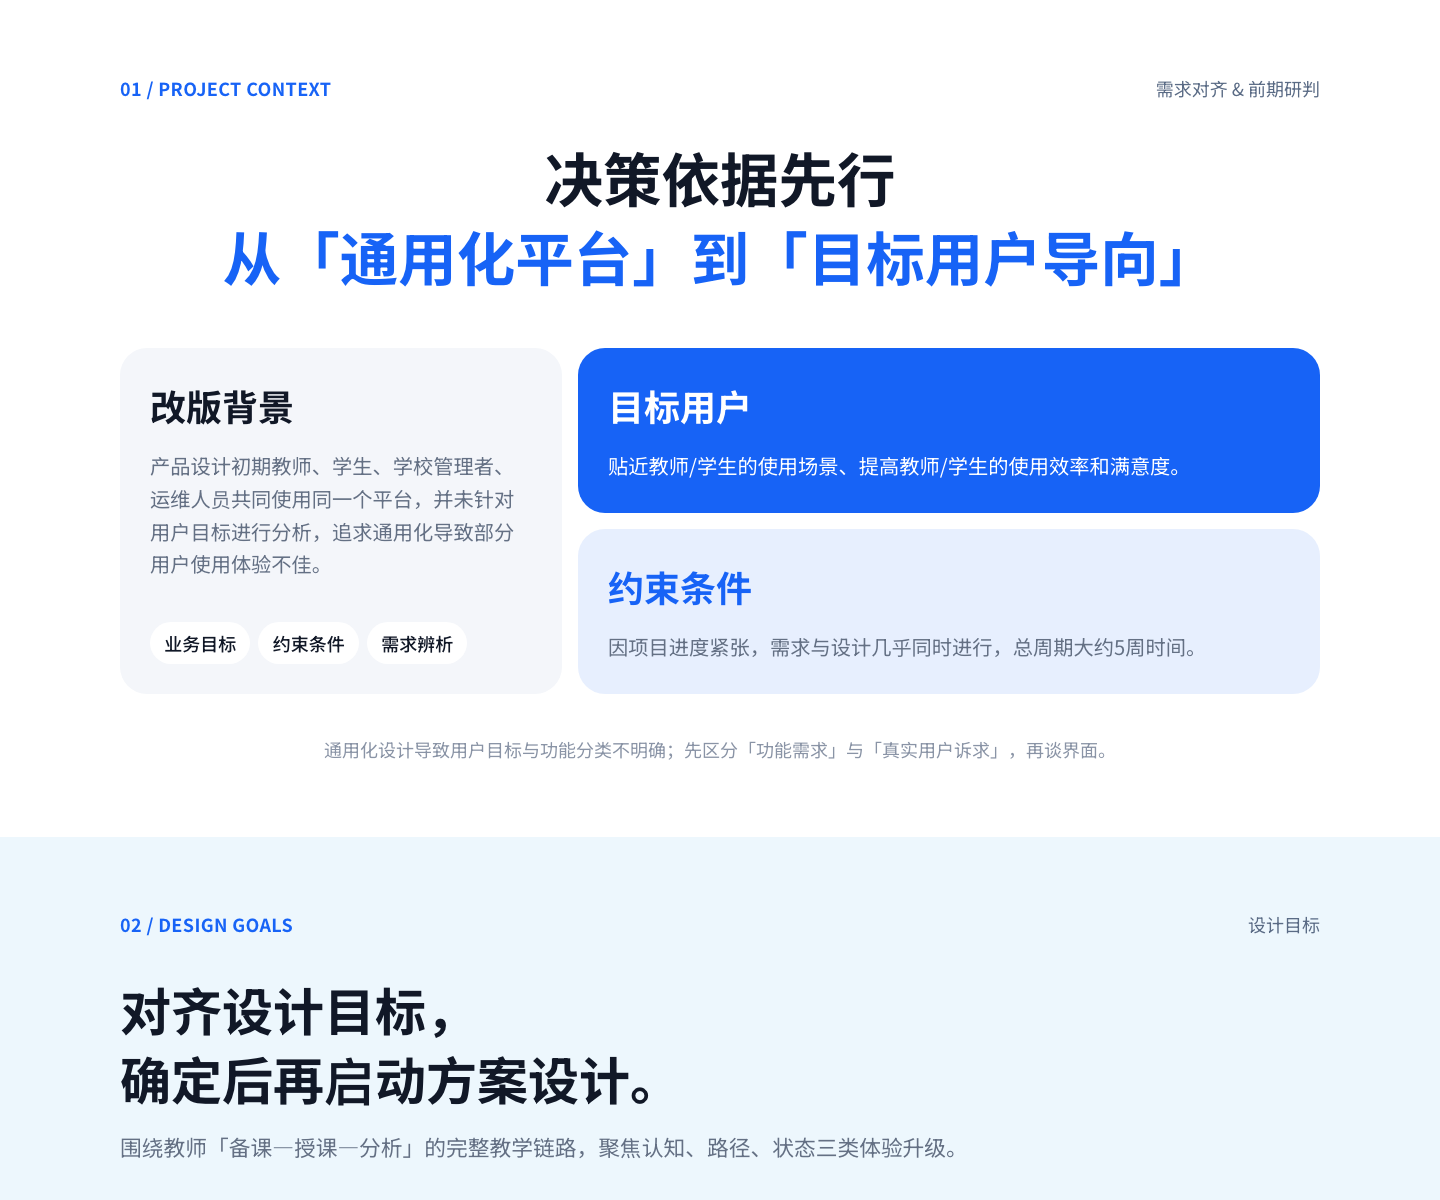 01 / PROJECT CONTEXT
需求对齐 & 前期研判
决策依据先行
从「通用化平台」到「目标用户导向」
改版背景
产品设计初期教师、学生、学校管理者、
运维人员共同使用同一个平台，并未针对
用户目标进行分析，追求通用化导致部分
用户使用体验不佳。
业务目标
约束条件
需求辨析
目标用户
贴近教师/学生的使用场景、提高教师/学生的使用效率和满意度。
约束条件
因项目进度紧张，需求与设计几乎同时进行，总周期大约5周时间。
通用化设计导致用户目标与功能分类不明确；先区分「功能需求」与「真实用户诉求」，再谈界面。
02 / DESIGN GOALS
设计目标
对齐设计目标，
确定后再启动方案设计。
围绕教师「备课—授课—分析」的完整教学链路，聚焦认知、路径、状态三类体验升级。